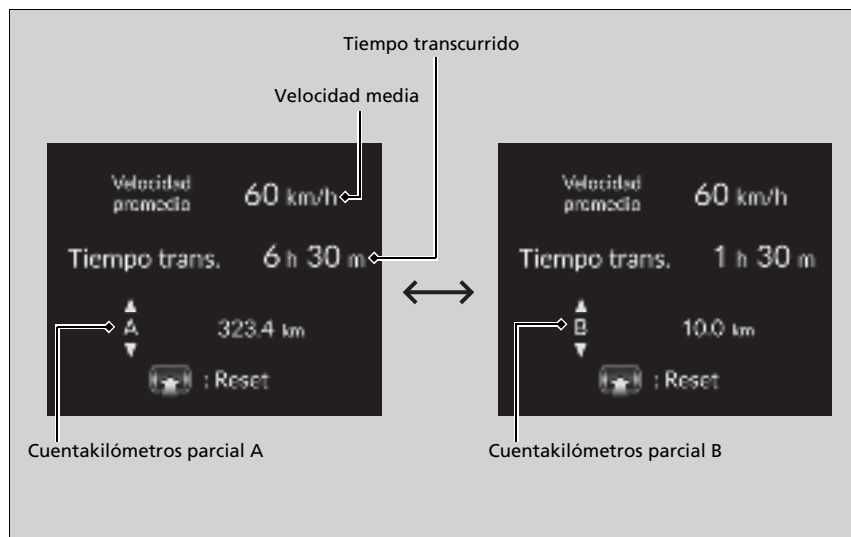 Tiempo transcurrido
Velocidad media
Velocidad
promedio
60 km/h
Tiempo trans. 6 h 30 m
A 323.4 km
: Reset
Velocidad
promedio
60 km/h
Tiempo trans. 1 h 30 m
B 10.0 km
: Reset
Cuentakilómetros parcial A
Cuentakilómetros parcial B